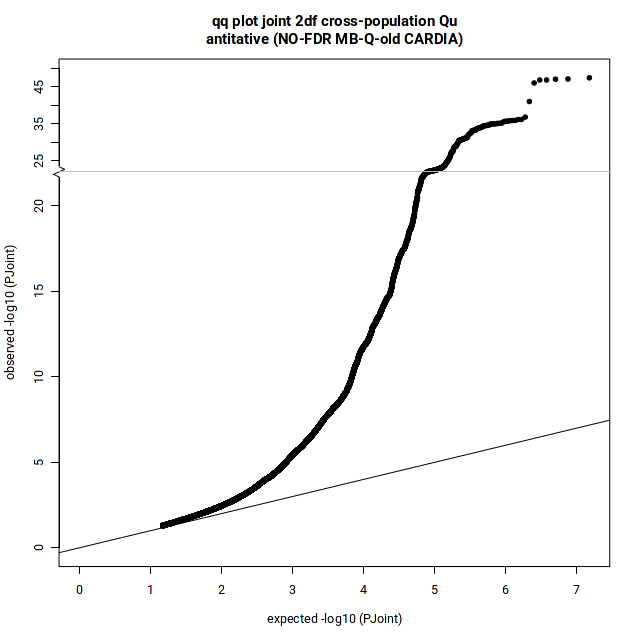 qq plot joint 2df cross-population Qu
antitative (NO-FDR MB-Q-old CARDIA)
45
35
25
20
15
10
5
0
observed -log10 (PJoint)
0 1 2 3 4 5 6 7
expected -log10 (PJoint)